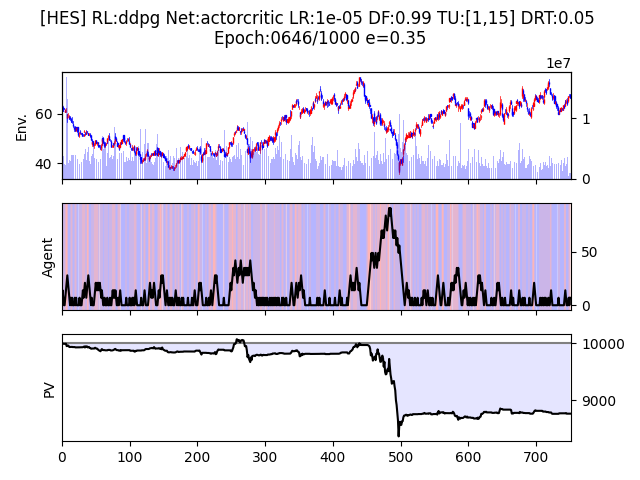 [HES] RL:ddpg Net:actorcritic LR:1e-05 DF:0.99 TU:[1,15] DRT:0.05
Epoch:0646/1000 e=0.35
1e7
Env.
60
40
1
0
Agent
50
0
PV
10000
9000
0 100 200 300 400 500 600 700